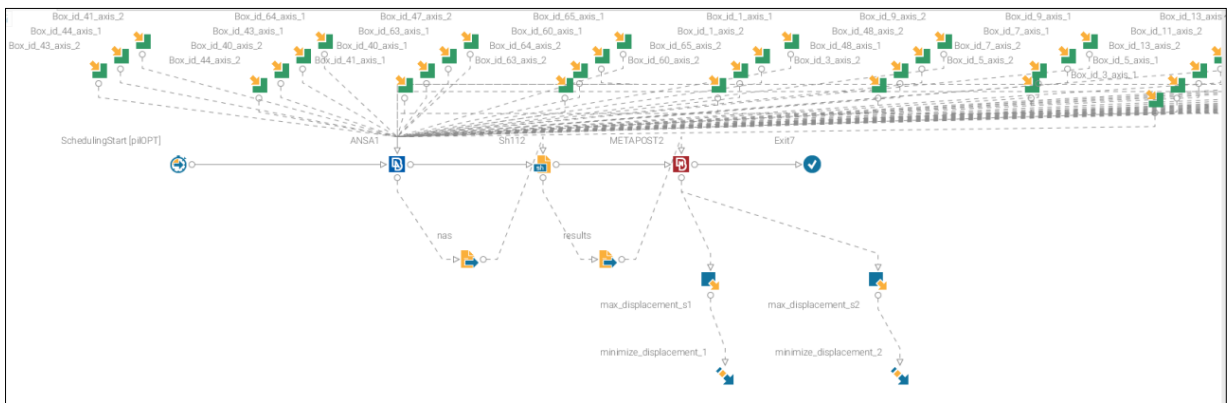 Box_id_41_axis_2 Box_id_64_axis_1 Box_id_47_axis_2 Box_id_65_axis_1 Box_id_1_axis_1 Box_id_9_axis_2 Box_id_9_axis_1 Box_id_13_axis
Box_id_44_axis_1 Box_id_43_axis_1 Box_id_63_axis_1 Box_id_60_axis_1 Box_id_1_axis_2 Box_id_48_axis_2 Box_id_7_axis_1 Box_id_11_axis_2
Box_id_43_axis_2 Box_id_40_axis_2 Box_id_40_axis_1 Box_id_64_axis_2 Box_id_65_axis_2 Box_id_48_axis_1 Box_id_7_axis_2 Box_id_13_axis_2
Box_id_44_axis_2 Box_id_41_axis_1 Box_id_63_axis_2 Box_id_60_axis_2 Box_id_3_axis_2 Box_id_5_axis_2 Box_id_5_axis_1
Box_id_3_axis_1
SchedulingStart [pilOPT] ANSA1 Sh112 METAPOST2 Exit7
sh
nas results
max_displacement_s1 max_displacement_s2
minimize_displacement_1 minimize_displacement_2